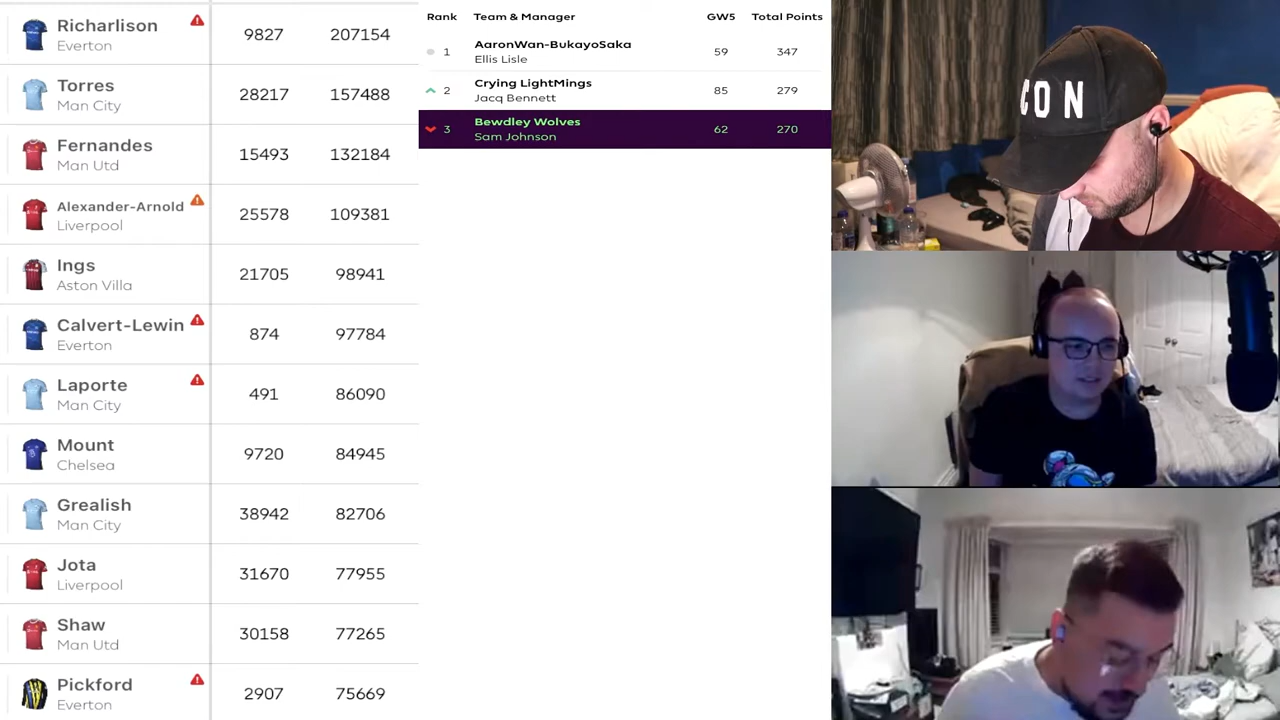 Richarlison
Everton
9827 207154
Torres
Man City
28217 157488
Fernandes
Man Utd
15493 132184
Alexander-Arnold
Liverpool
25578 109381
Ings
Aston Villa
21705 98941
Calvert-Lewin
Everton
874 97784
Laporte
Man City
491 86090
Mount
Chelsea
9720 84945
Grealish
Man City
38942 82706
Jota
Liverpool
31670 77955
Shaw
Man Utd
30158 77265
Pickford
Everton
2907 75669
Rank Team & Manager GW5 Total Points
1 AaronWan-BukayoSaka 59 347
Ellis Lisle
2 Crying LightMings 85 279
Jacq Bennett
3 Bewdley Wolves 62 270
Sam Johnson
CON